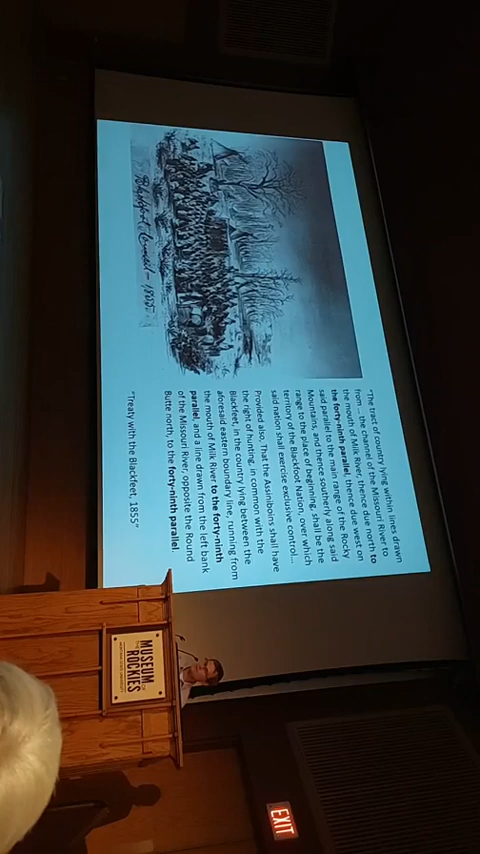 Blackfoot Council – 1855.
"The tract of country lying within lines drawn
from ... the channel of the Missouri River to
the mouth of Milk River, thence due north to
the forty-ninth parallel, thence due west on
said parallel to the main range of the Rocky
Mountains, and thence southerly along said
range to the place of beginning, shall be the
territory of the Blackfoot Nation, over which
said nation shall exercise exclusive control...
Provided also, That the Assiniboins shall have
the right of hunting, in common with the
Blackfeet, in the country lying between the
aforesaid eastern boundary line, running from
the mouth of Milk River to the forty-ninth
parallel, and a line drawn from the left bank
of the Missouri River, opposite the Round
Butte north, to the forty-ninth parallel.
"Treaty with the Blackfeet, 1855"
MUSEUM
OF THE
ROCKIES
MONTANA STATE UNIVERSITY
EXIT